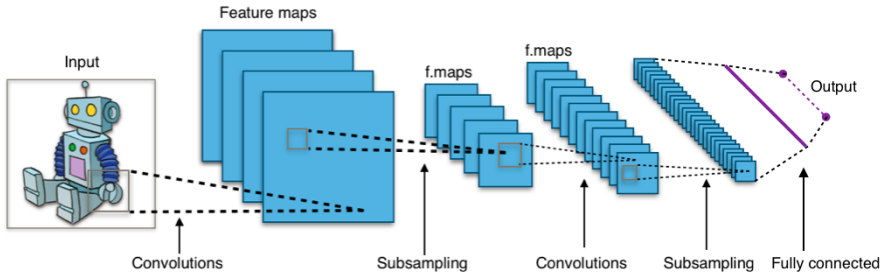 Feature maps
Input
f.maps
f.maps
Output
Convolutions
Subsampling
Convolutions
Subsampling
Fully connected